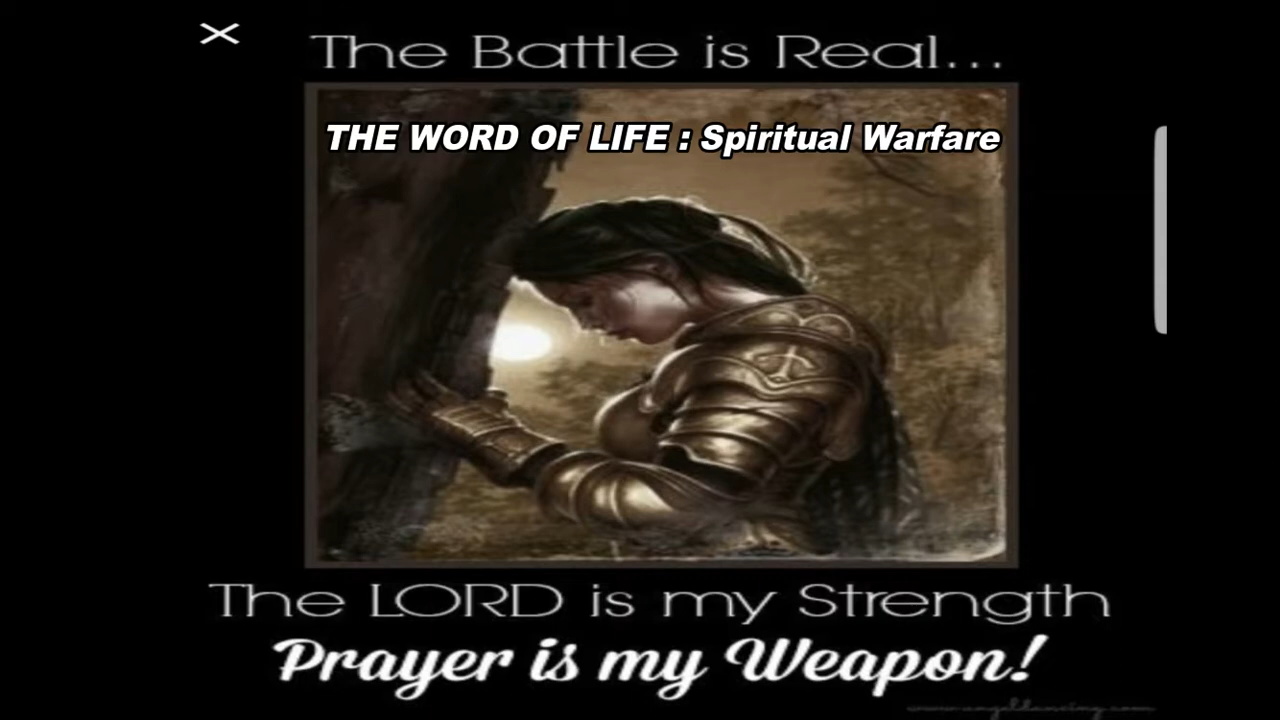 The Battle is Real...
THE WORD OF LIFE : Spiritual Warfare
The LORD is my Strength
Prayer is my Weapon!